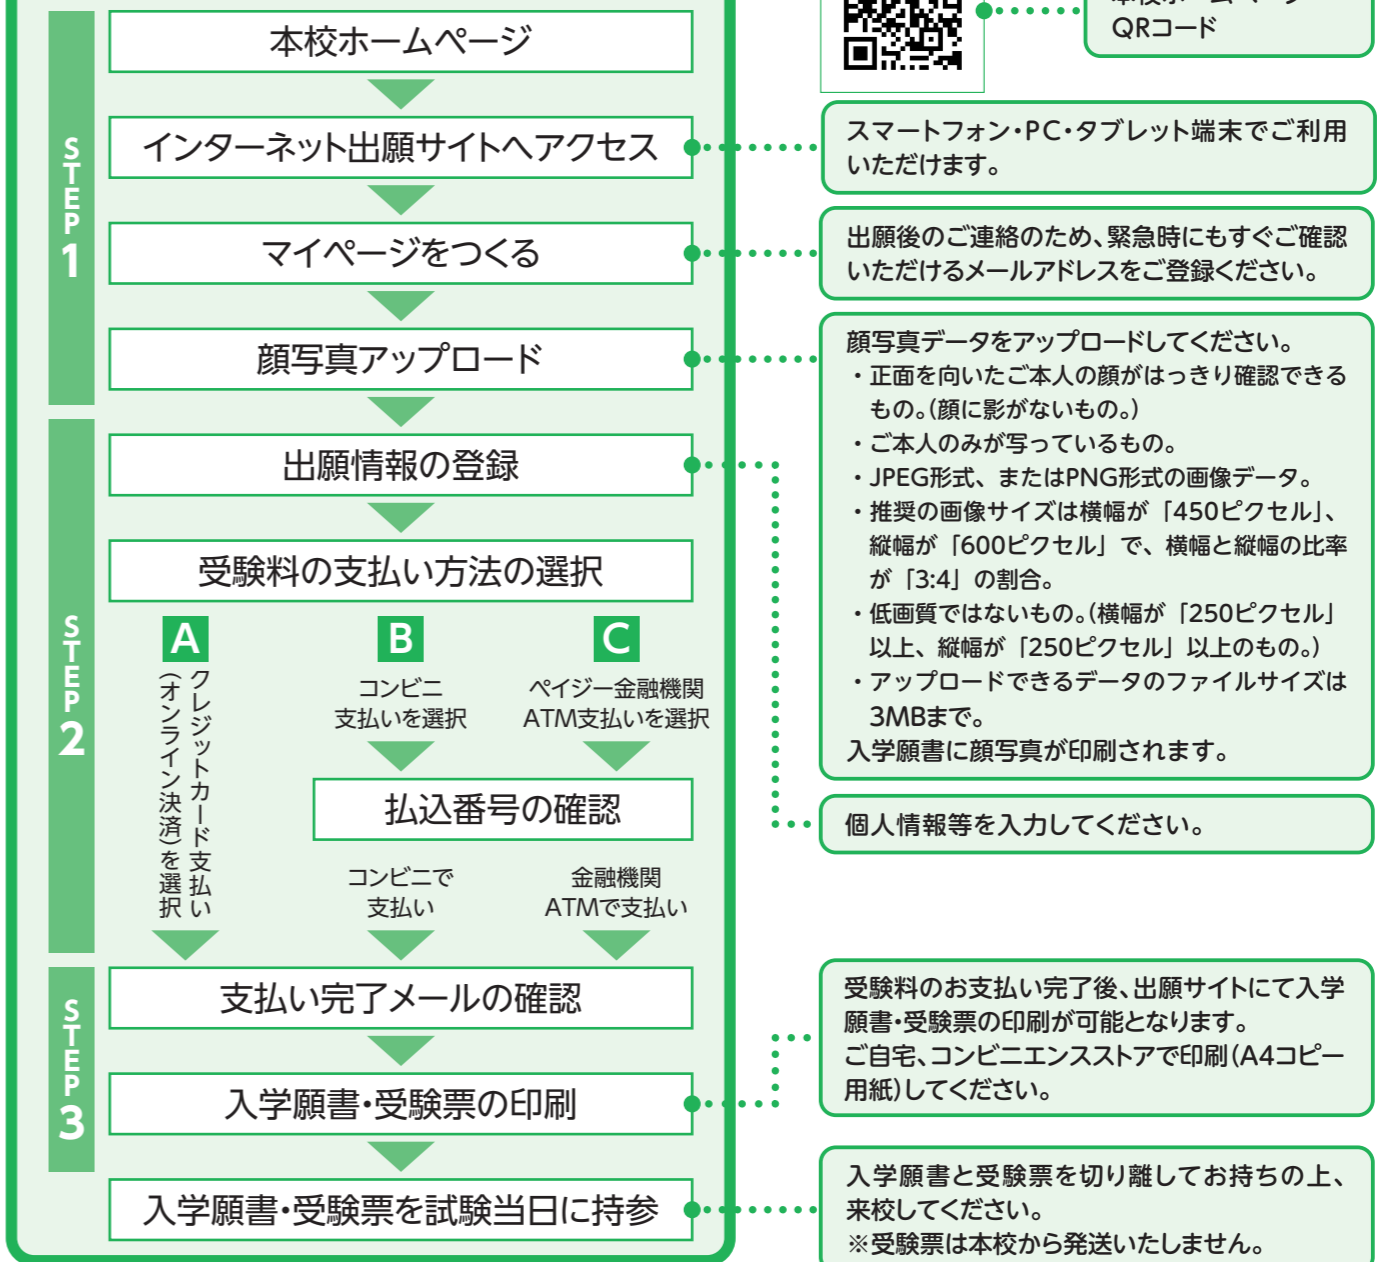 本校ホームページ
QRコード
STEP1
インターネット出願サイトへアクセス
スマートフォン・PC・タブレット端末でご利用
いただけます。
マイページをつくる
出願後のご連絡のため、緊急時にもすぐご確認
いただけるメールアドレスをご登録ください。
顔写真アップロード
顔写真データをアップロードしてください。
・正面を向いたご本人の顔がはっきり確認できる
もの。(顔に影がないもの。)
・ご本人のみが写っているもの。
・JPEG形式、またはPNG形式の画像データ。
・推奨の画像サイズは横幅が「450ピクセル」、
縦幅が「600ピクセル」で、横幅と縦幅の比率
が「3:4」の割合。
・低画質ではないもの。(横幅が「250ピクセル」
以上、縦幅が「250ピクセル」以上のもの。)
・アップロードできるデータのファイルサイズは
3MBまで。
入学願書に顔写真が印刷されます。
STEP2
出願情報の登録
個人情報等を入力してください。
受験料の支払い方法の選択
A
クレジットカード支払い
(オンライン決済)を選択
B
コンビニ
支払いを選択
C
ペイジー金融機関
ATM支払いを選択
払込番号の確認
コンビニで
支払い
金融機関
ATMで支払い
STEP3
支払い完了メールの確認
入学願書・受験票の印刷
受験料のお支払い完了後、出願サイトにて入学
願書・受験票の印刷が可能となります。
ご自宅、コンビニエンスストアで印刷(A4コピー
用紙)してください。
入学願書・受験票を試験当日に持参
入学願書と受験票を切り離してお持ちの上、
来校してください。
※受験票は本校から発送いたしません。